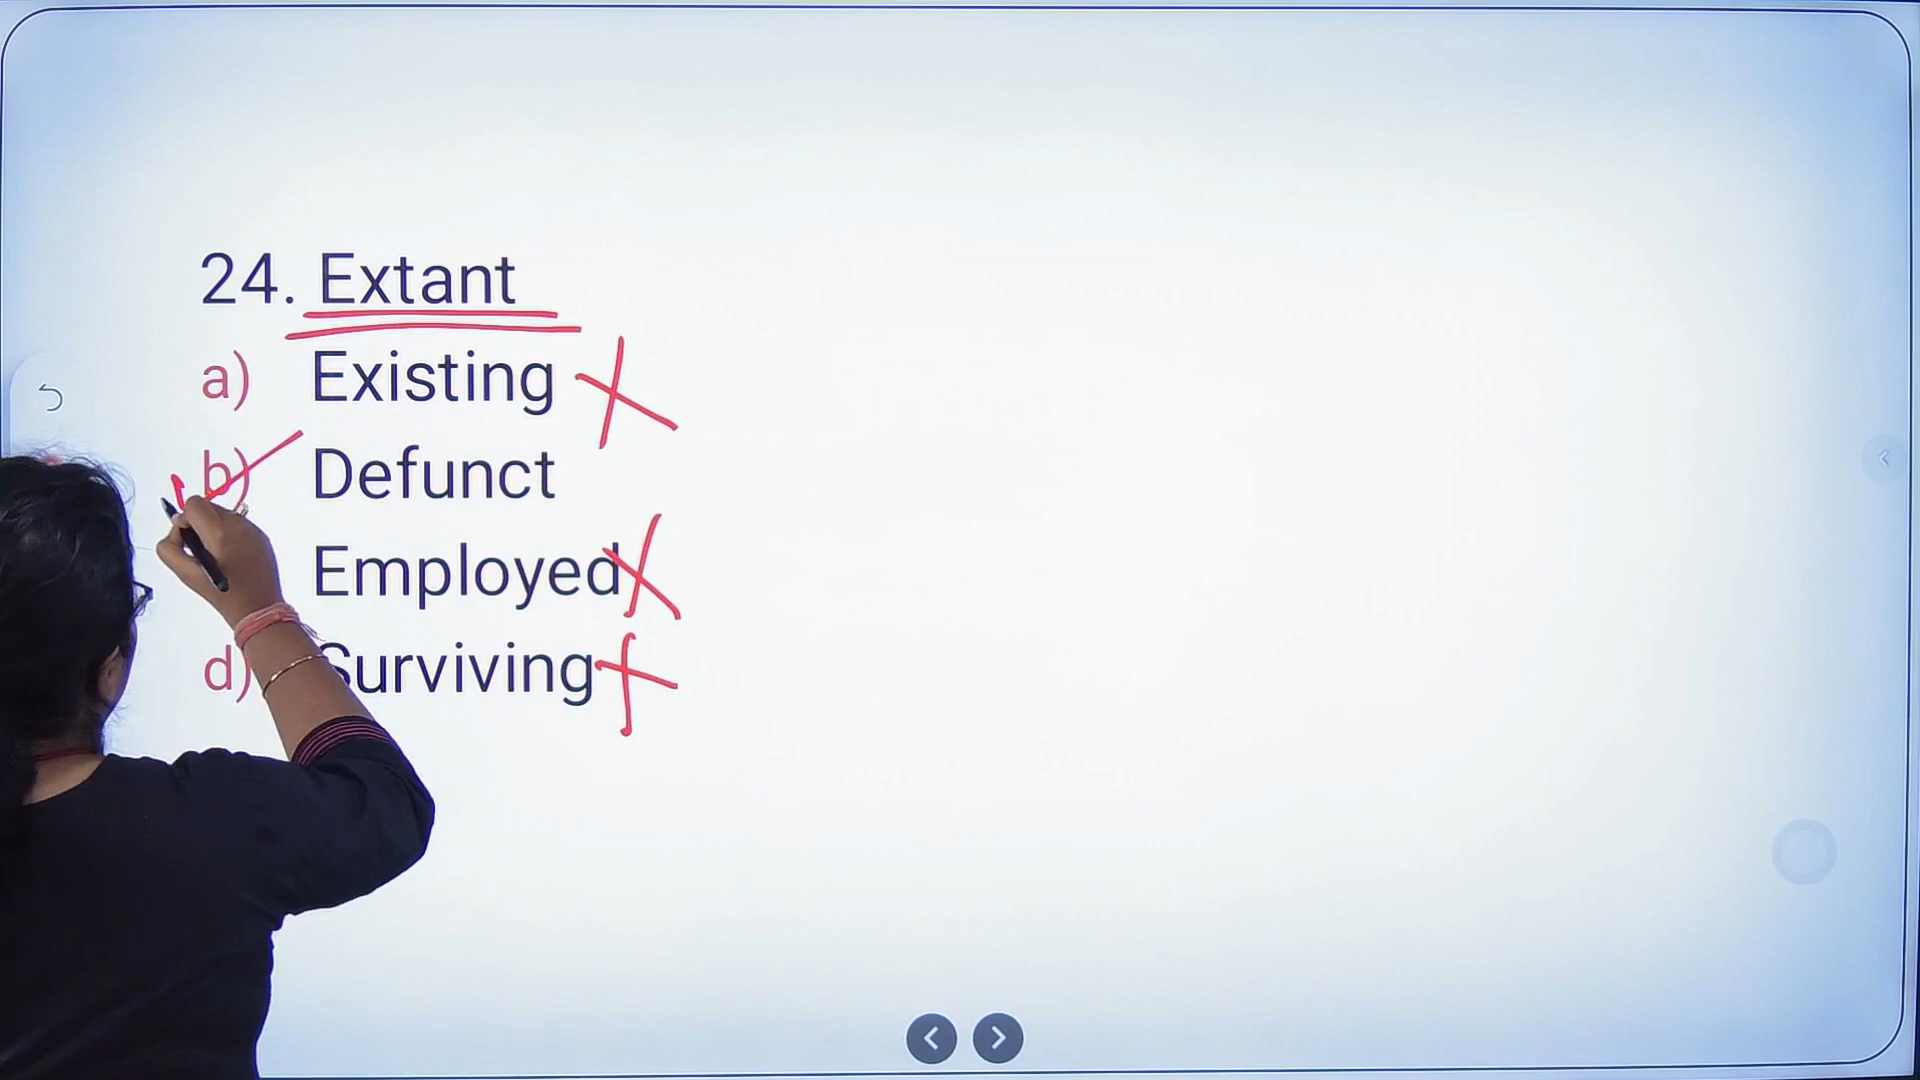 24. Extant
a) Existing
b) Defunct
Employed
d) Surviving